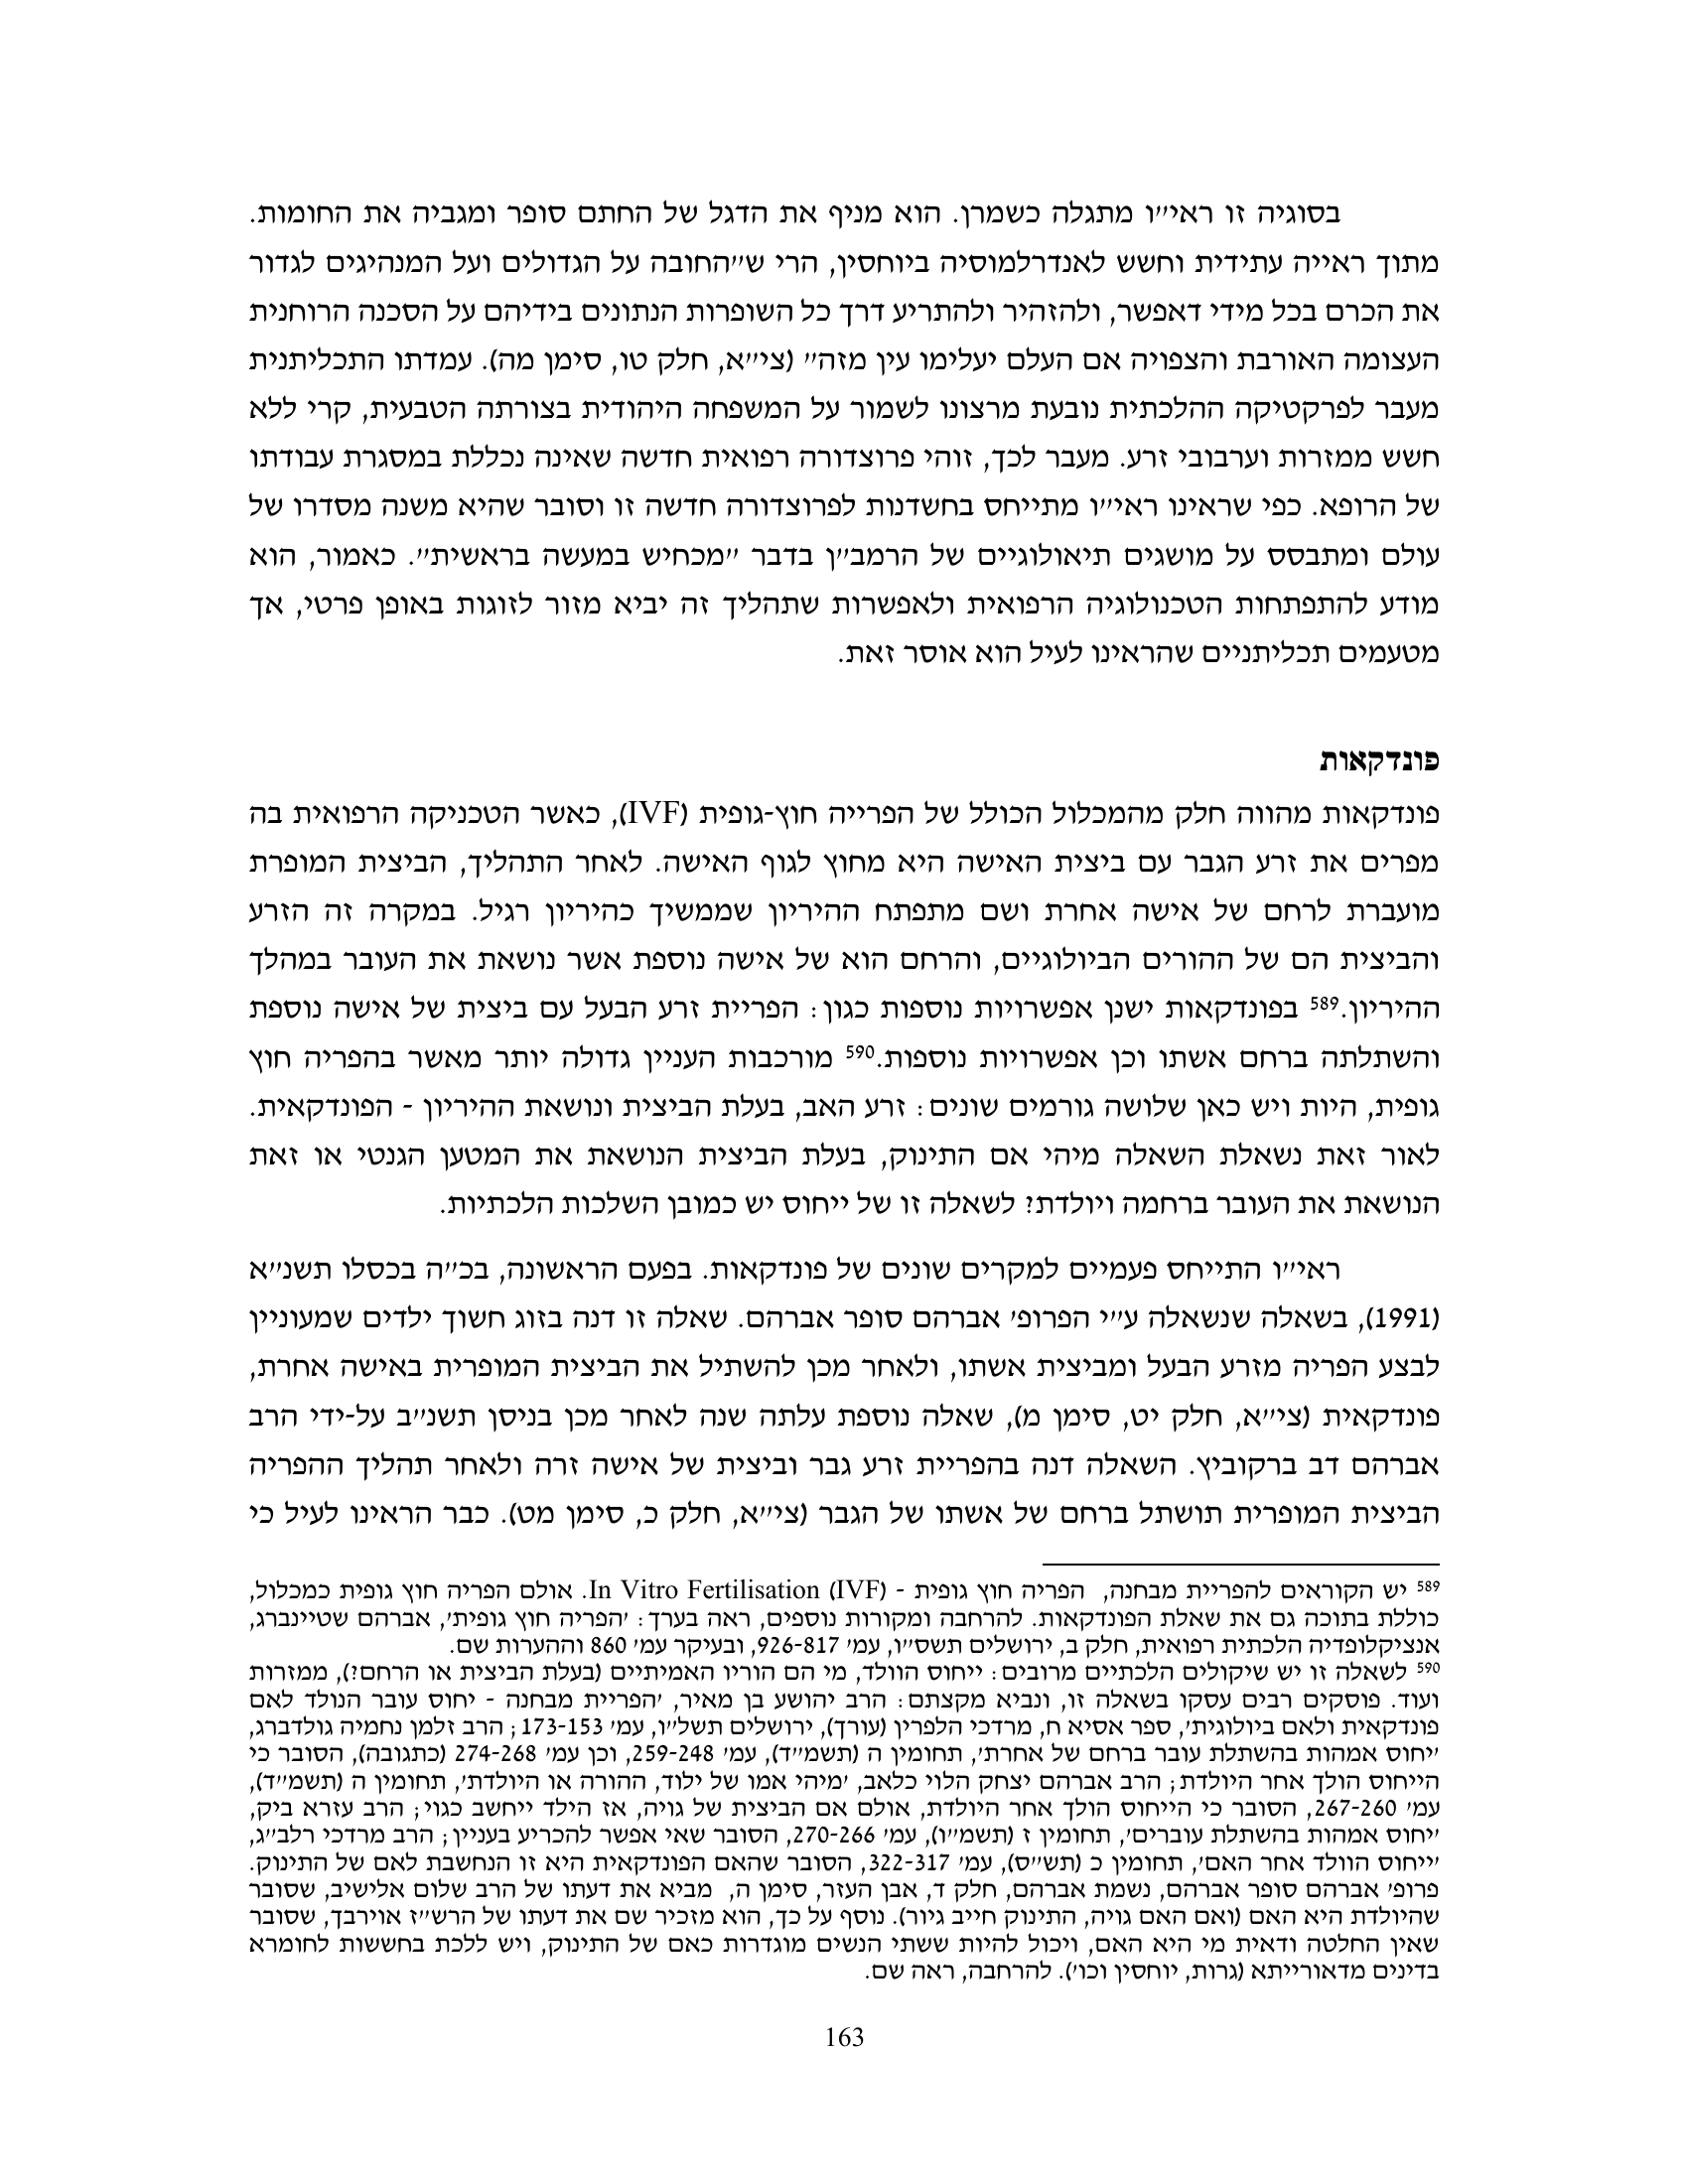 בסוגיה זו ראי״ו מתגלה כשמרן. הוא מניף את הדגל של החתם סופר ומגביה את החומות.
מתוך ראייה עתידית וחשש לאנדרלמוסיה ביוחסין, הרי ש״החובה על הגדולים ועל המנהיגים לגדור
את הכרם בכל מידי דאפשר, ולהזהיר ולהתריע דרך כל השופרות הנתונים בידיהם על הסכנה הרוחנית
העצומה האורבת והצפויה אם העלם יעלימו עין מזה״ (צי״א, חלק טו, סימן מה). עמדתו התכליתנית
מעבר לפרקטיקה ההלכתית נובעת מרצונו לשמור על המשפחה היהודית בצורתה הטבעית, קרי ללא
חשש ממזרות וערבובי זרע. מעבר לכך, זוהי פרוצדורה רפואית חדשה שאינה נכללת במסגרת עבודתו
של הרופא. כפי שראינו ראי״ו מתייחס בחשדנות לפרוצדורה חדשה זו וסובר שהיא משנה מסדרו של
עולם ומתבסס על מושגים תיאולוגיים של הרמב״ן בדבר ״מכחיש במעשה בראשית״. כאמור, הוא
מודע להתפתחות הטכנולוגיה הרפואית ולאפשרות שתהליך זה יביא מזור לזוגות באופן פרטי, אך
מטעמים תכליתניים שהראינו לעיל הוא אוסר זאת.
פונדקאות
פונדקאות מהווה חלק מהמכלול הכולל של הפרייה חוץ-גופית (IVF), כאשר הטכניקה הרפואית בה
מפרים את זרע הגבר עם ביצית האישה היא מחוץ לגוף האישה. לאחר התהליך, הביצית המופרת
מועברת לרחם של אישה אחרת ושם מתפתח ההיריון שממשיך כהיריון רגיל. במקרה זה הזרע
והביצית הם של ההורים הביולוגיים, והרחם הוא של אישה נוספת אשר נושאת את העובר במהלך
ההיריון.589 בפונדקאות ישנן אפשרויות נוספות כגון: הפריית זרע הבעל עם ביצית של אישה נוספת
והשתלתה ברחם אשתו וכן אפשרויות נוספות.590 מורכבות העניין גדולה יותר מאשר בהפריה חוץ
גופית, היות ויש כאן שלושה גורמים שונים: זרע האב, בעלת הביצית ונושאת ההיריון - הפונדקאית.
לאור זאת נשאלת השאלה מיהי אם התינוק, בעלת הביצית הנושאת את המטען הגנטי או זאת
הנושאת את העובר ברחמה ויולדת? לשאלה זו של ייחוס יש כמובן השלכות הלכתיות.
ראי״ו התייחס פעמיים למקרים שונים של פונדקאות. בפעם הראשונה, בכ״ה בכסלו תשנ״א
(1991), בשאלה שנשאלה ע״י הפרופ׳ אברהם סופר אברהם. שאלה זו דנה בזוג חשוך ילדים שמעוניין
לבצע הפריה מזרע הבעל ומביצית אשתו, ולאחר מכן להשתיל את הביצית המופרית באישה אחרת,
פונדקאית (צי״א, חלק יט, סימן מ), שאלה נוספת עלתה שנה לאחר מכן בניסן תשנ״ב על-ידי הרב
אברהם דב ברקוביץ. השאלה דנה בהפריית זרע גבר וביצית של אישה זרה ולאחר תהליך ההפריה
הביצית המופרית תושתל ברחם של אשתו של הגבר (צי״א, חלק כ, סימן מט). כבר הראינו לעיל כי
589 יש הקוראים להפריית מבחנה, הפריה חוץ גופית - In Vitro Fertilisation (IVF). אולם הפריה חוץ גופית כמכלול,
כוללת בתוכה גם את שאלת הפונדקאות. להרחבה ומקורות נוספים, ראה בערך: ׳הפריה חוץ גופית׳, אברהם שטיינברג,
אנציקלופדיה הלכתית רפואית, חלק ב, ירושלים תשס״ו, עמ׳ 926-817, ובעיקר עמ׳ 860 וההערות שם.
590 לשאלה זו יש שיקולים הלכתיים מרובים: ייחוס הוולד, מי הם הוריו האמיתיים (בעלת הביצית או הרחם?), ממזרות
ועוד. פוסקים רבים עסקו בשאלה זו, ונביא מקצתם: הרב יהושע בן מאיר, ׳הפריית מבחנה - יחוס עובר הנולד לאם
פונדקאית ולאם ביולוגית׳, ספר אסיא ח, מרדכי הלפרין (עורך), ירושלים תשל״ו, עמ׳ 173-153; הרב זלמן נחמיה גולדברג,
׳יחוס אמהות בהשתלת עובר ברחם של אחרת׳, תחומין ה (תשמ״ד), עמ׳ 259-248, וכן עמ׳ 274-268 (כתגובה), הסובר כי
הייחוס הולך אחר היולדת; הרב אברהם יצחק הלוי כלאב, ׳מיהי אמו של ילוד, ההורה או היולדת׳, תחומין ה (תשמ״ד),
עמ׳ 267-260, הסובר כי הייחוס הולך אחר היולדת, אולם אם הביצית של גויה, אז הילד ייחשב כגוי; הרב עזרא ביק,
׳יחוס אמהות בהשתלת עוברים׳, תחומין ז (תשמ״ו), עמ׳ 270-266, הסובר שאי אפשר להכריע בעניין; הרב מרדכי רלב״ג,
׳ייחוס הוולד אחר האם׳, תחומין כ (תש״ס), עמ׳ 322-317, הסובר שהאם הפונדקאית היא זו הנחשבת לאם של התינוק.
פרופ׳ אברהם סופר אברהם, נשמת אברהם, חלק ד, אבן העזר, סימן ה, מביא את דעתו של הרב שלום אלישיב, שסובר
שהיולדת היא האם (ואם האם גויה, התינוק חייב גיור). נוסף על כך, הוא מזכיר שם את דעתו של הרש״ז אוירבך, שסובר
שאין החלטה ודאית מי היא האם, ויכול להיות ששתי הנשים מוגדרות כאם של התינוק, ויש ללכת בחששות לחומרא
בדינים מדאורייתא (גרות, יוחסין וכו׳). להרחבה, ראה שם.
163